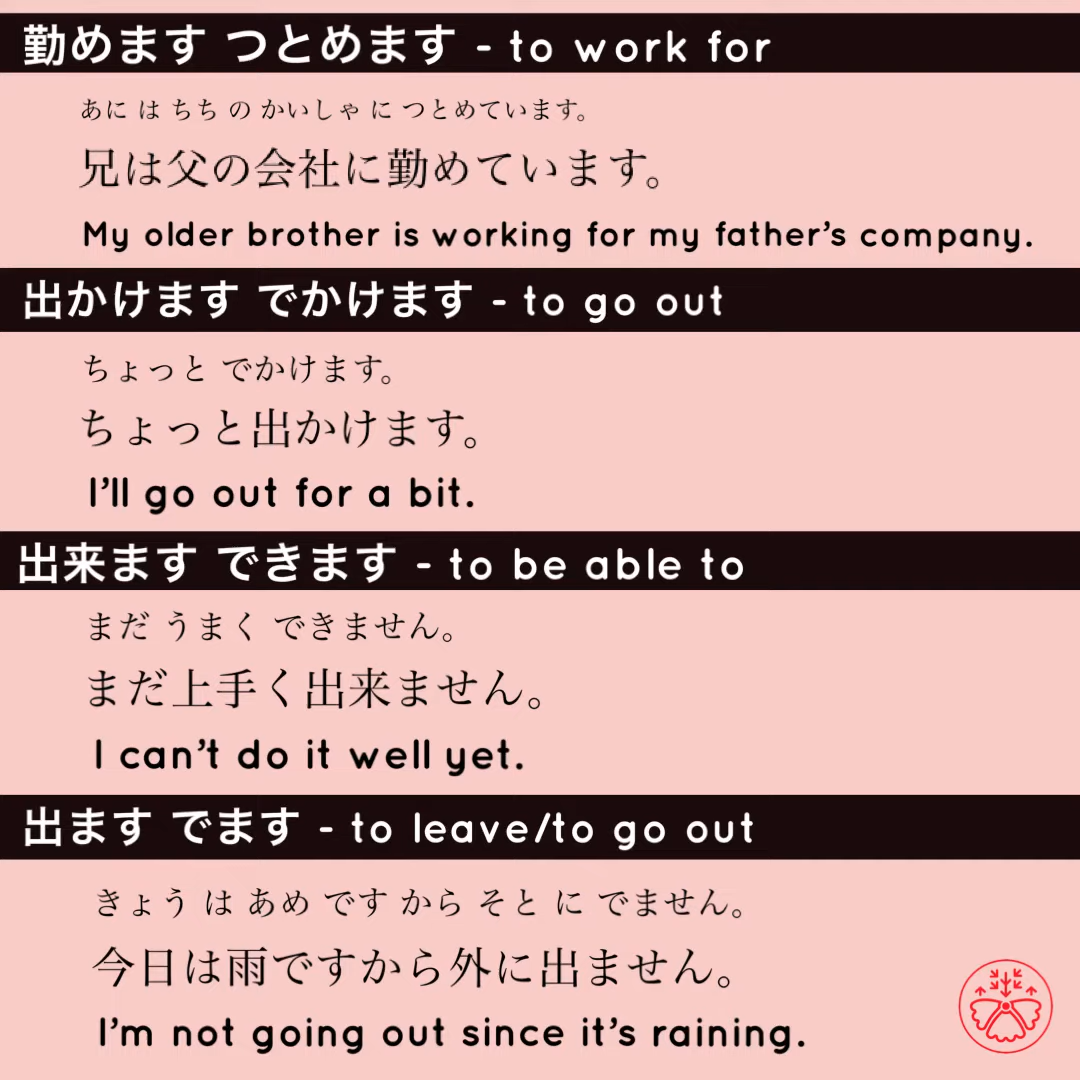 勤めます つとめます - to work for
あに は ちち の かいしゃ に つとめています。
兄は父の会社に勤めています。
My older brother is working for my father's company.
出かけます でかけます - to go out
ちょっと でかけます。
ちょっと出かけます。
I'll go out for a bit.
出来ます できます - to be able to
まだ うまく できません。
まだ上手く出来ません。
I can't do it well yet.
出ます でます - to leave/to go out
きょう は あめ です から そと に でません。
今日は雨ですから外に出ません。
I'm not going out since it's raining.